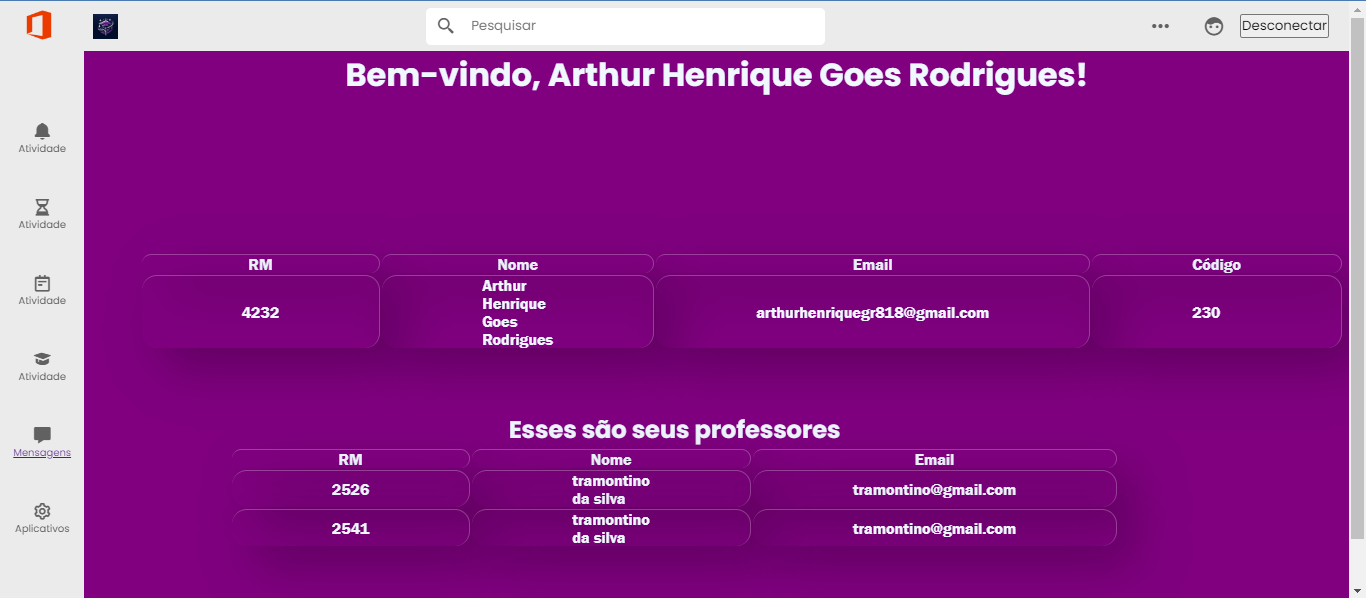 Pesquisar
Desconectar
Bem-vindo, Arthur Henrique Goes Rodrigues!
Atividade
Atividade
Atividade
Atividade
Mensagens
Aplicativos
RM Nome Email Código
4232 Arthur Henrique Goes Rodrigues arthurhenriquegr818@gmail.com 230
Esses são seus professores
RM Nome Email
2526 tramontino da silva tramontino@gmail.com
2541 tramontino da silva tramontino@gmail.com